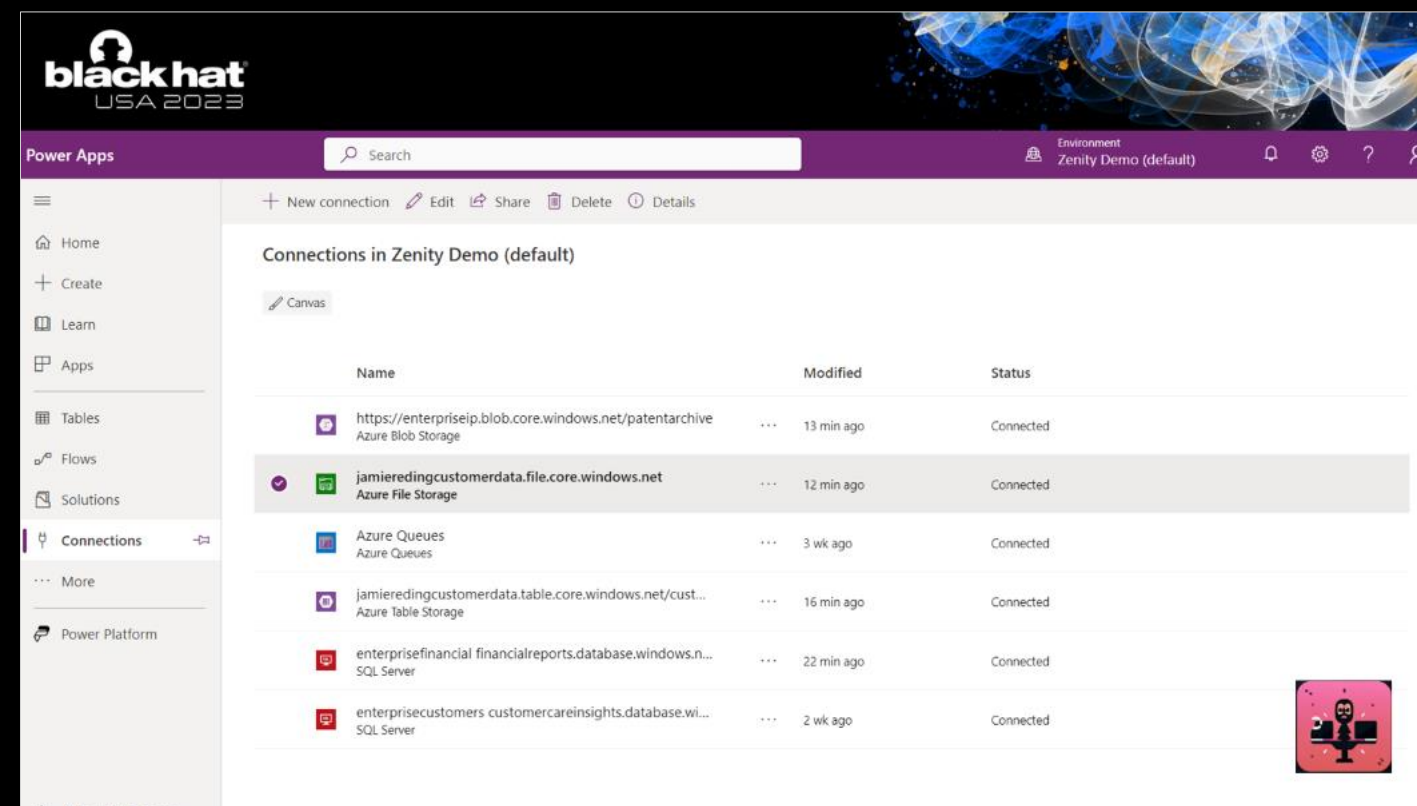 black hat
USA 2023
Power Apps
Search
Environment
Zenity Demo (default)
New connection Edit Share Delete Details
Home
Create
Learn
Apps
Tables
Flows
Solutions
Connections
More
Power Platform
Connections in Zenity Demo (default)
Canvas
Name Modified Status
https://enterpriseip.blob.core.windows.net/patentarchive ... 13 min ago Connected
Azure Blob Storage
jamieredingcustomerdata.file.core.windows.net ... 12 min ago Connected
Azure File Storage
Azure Queues ... 3 wk ago Connected
Azure Queues
jamieredingcustomerdata.table.core.windows.net/cust... ... 16 min ago Connected
Azure Table Storage
enterprisefinancial financialreports.database.windows.n... ... 22 min ago Connected
SQL Server
enterprisecustomers customercareinsights.database.wi... ... 2 wk ago Connected
SQL Server